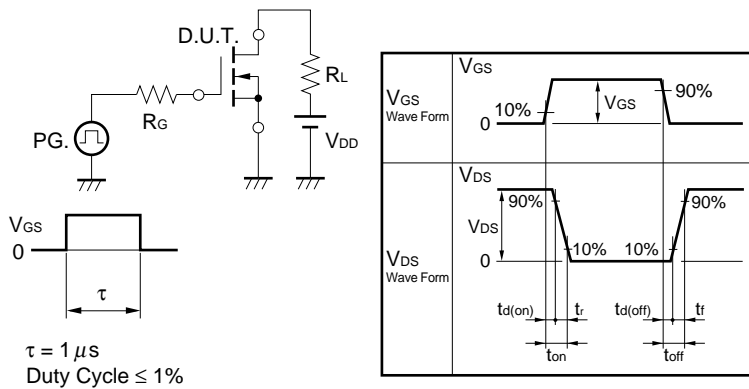 D.U.T.
RL
RG
PG.
VDD
VGS
0
τ
τ = 1 μs
Duty Cycle ≤ 1%
VGS
Wave Form
VGS
10%
VGS
90%
0
VDS
Wave Form
VDS
90%
VDS
10%
10%
90%
0
td(on)
tr
td(off)
tf
ton
toff